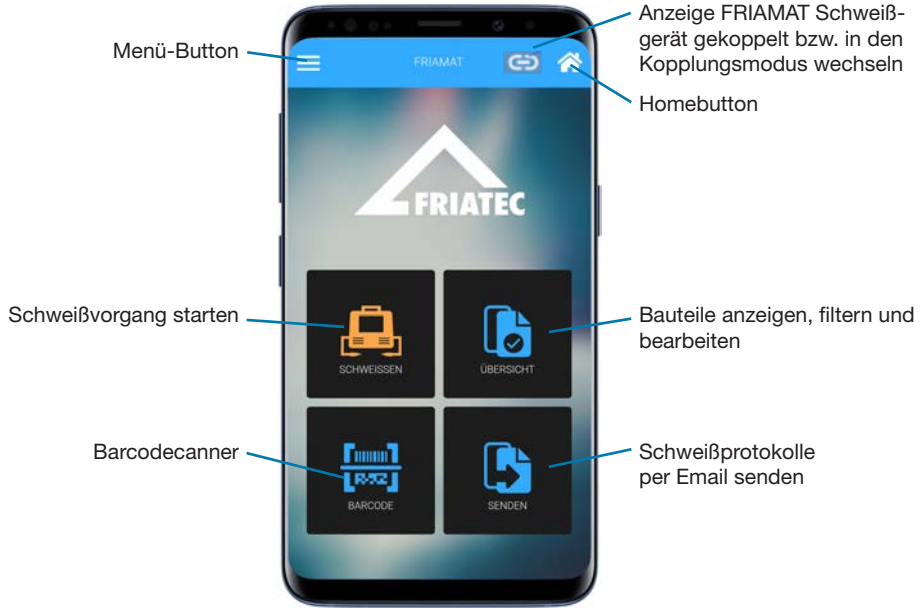 Anzeige FRIAMAT Schweiß-
gerät gekoppelt bzw. in den
Kopplungsmodus wechseln
Menü-Button
FRIAMAT
Homebutton
FRIATEC
Schweißvorgang starten
Bauteile anzeigen, filtern und
bearbeiten
SCHWEISSEN
ÜBERSICHT
Barcodecanner
R-92
Schweißprotokolle
per Email senden
BARCODE
SENDEN